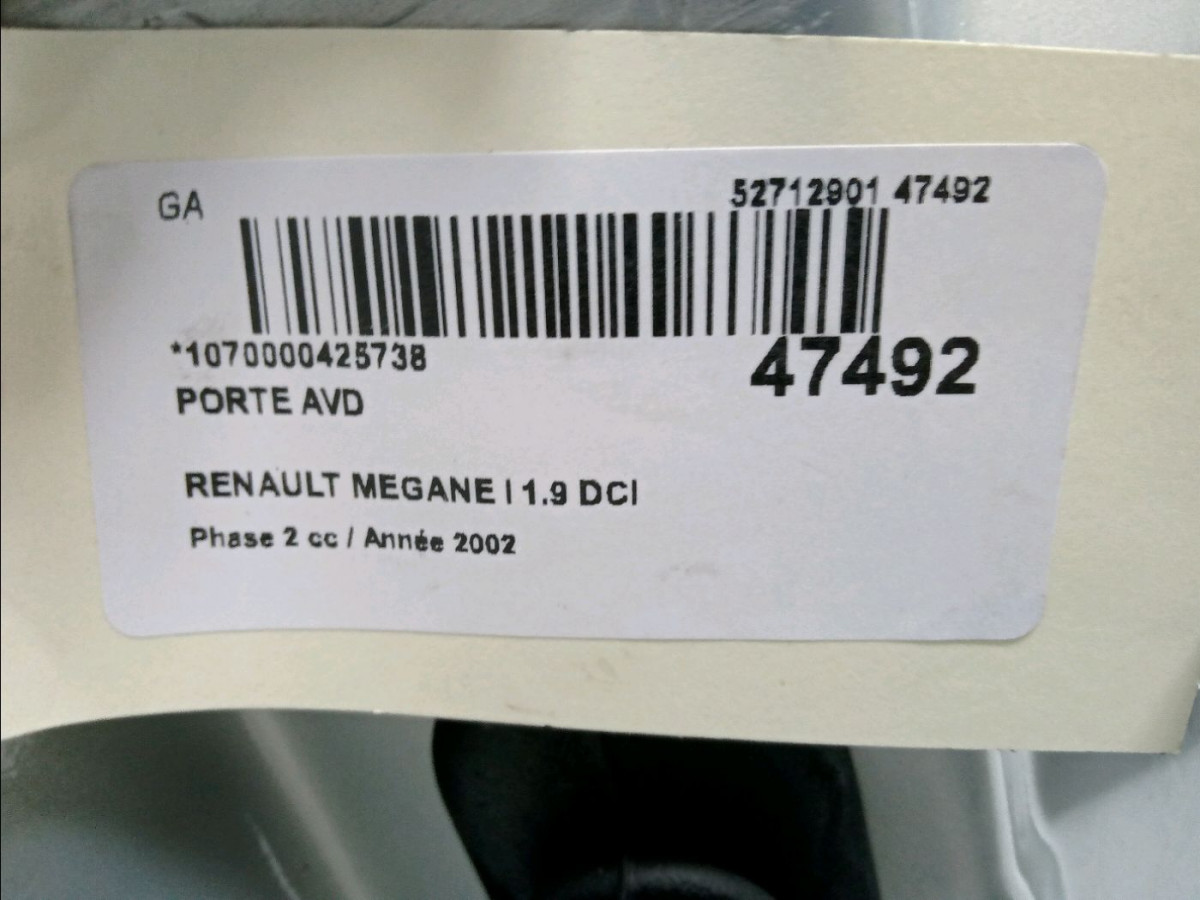 GA
52712901 47492
*1070000425738
47492
PORTE AVD
RENAULT MEGANE I 1.9 DCI
Phase 2 cc / Année 2002